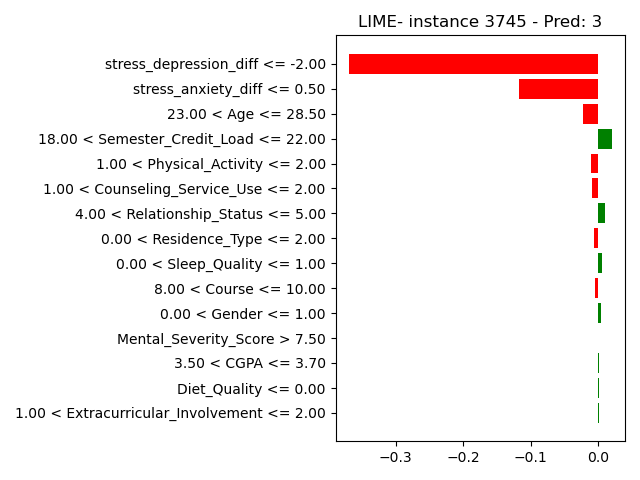 LIME- instance 3745 - Pred: 3
stress_depression_diff <= -2.00
stress_anxiety_diff <= 0.50
23.00 < Age <= 28.50
18.00 < Semester_Credit_Load <= 22.00
1.00 < Physical_Activity <= 2.00
1.00 < Counseling_Service_Use <= 2.00
4.00 < Relationship_Status <= 5.00
0.00 < Residence_Type <= 2.00
0.00 < Sleep_Quality <= 1.00
8.00 < Course <= 10.00
0.00 < Gender <= 1.00
Mental_Severity_Score > 7.50
3.50 < CGPA <= 3.70
Diet_Quality <= 0.00
1.00 < Extracurricular_Involvement <= 2.00
−0.3 −0.2 −0.1 0.0